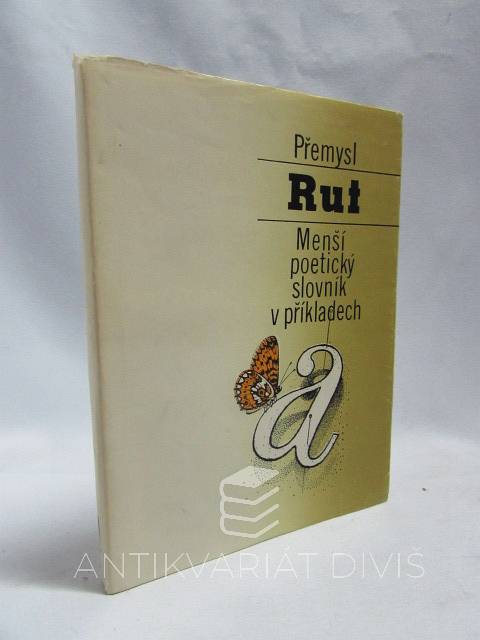 Přemysl
Rut
Menší
poetický
slovník
v příkladech
a
ANTIKVARIÁT DIVIŠ